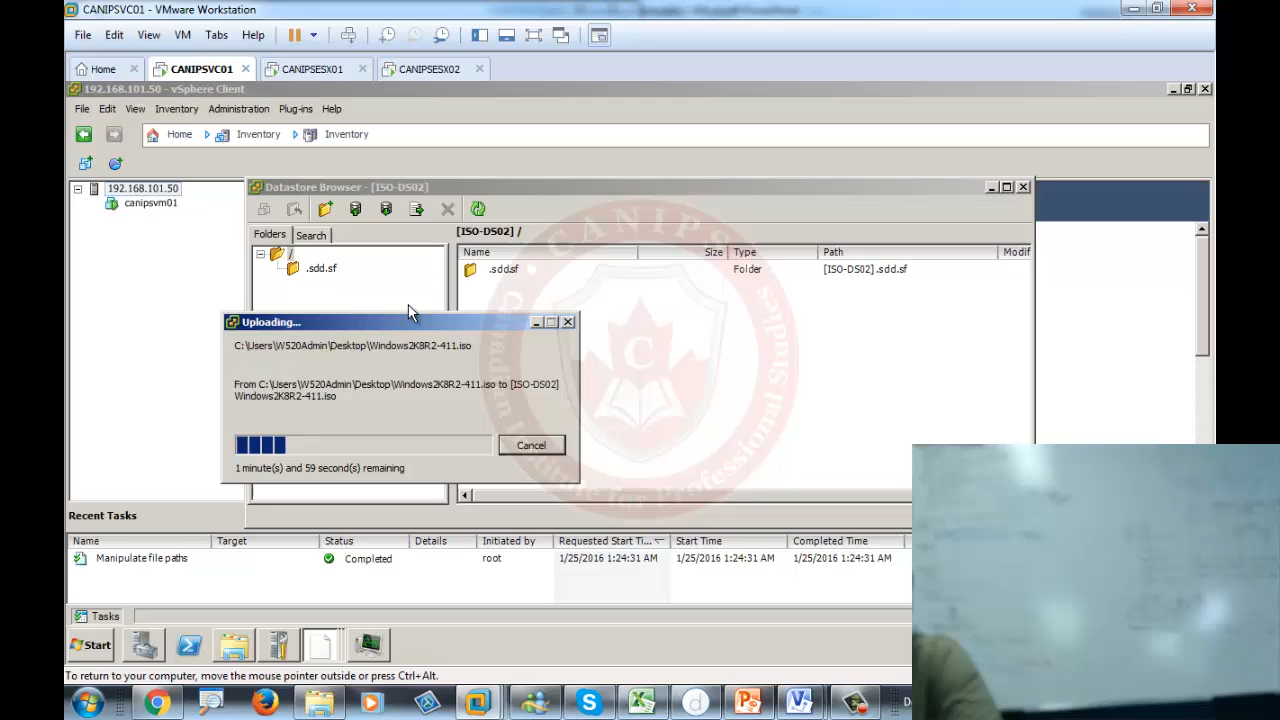 CANIPSVC01 - VMware Workstation
File Edit View VM Tabs Help
Home CANIPSVC01 CANIPSESX01 CANIPSESX02
192.168.101.50 - vSphere Client
File Edit View Inventory Administration Plug-ins Help
Home Inventory Inventory
192.168.101.50
canipsvm01
Datastore Browser - [ISO-DS02]
Folders Search
[ISO-DS02] /
/
.sdd.sf
Name Size Type Path Modif
.sdd.sf Folder [ISO-DS02] .sdd.sf
Uploading...
C:\Users\W520Admin\Desktop\Windows2K8R2-411.iso
From C:\Users\W520Admin\Desktop\Windows2K8R2-411.iso to [ISO-DS02]
Windows2K8R2-411.iso
Cancel
1 minute(s) and 59 second(s) remaining
CANIPS
Canadian Institute for Professional Studies
C
Recent Tasks
Name Target Status Details Initiated by Requested Start Ti... Start Time Completed Time
Manipulate file paths Completed root 1/25/2016 1:24:31 AM 1/25/2016 1:24:31 AM 1/25/2016 1:24:31 AM
Tasks
Start
To return to your computer, move the mouse pointer outside or press Ctrl+Alt.